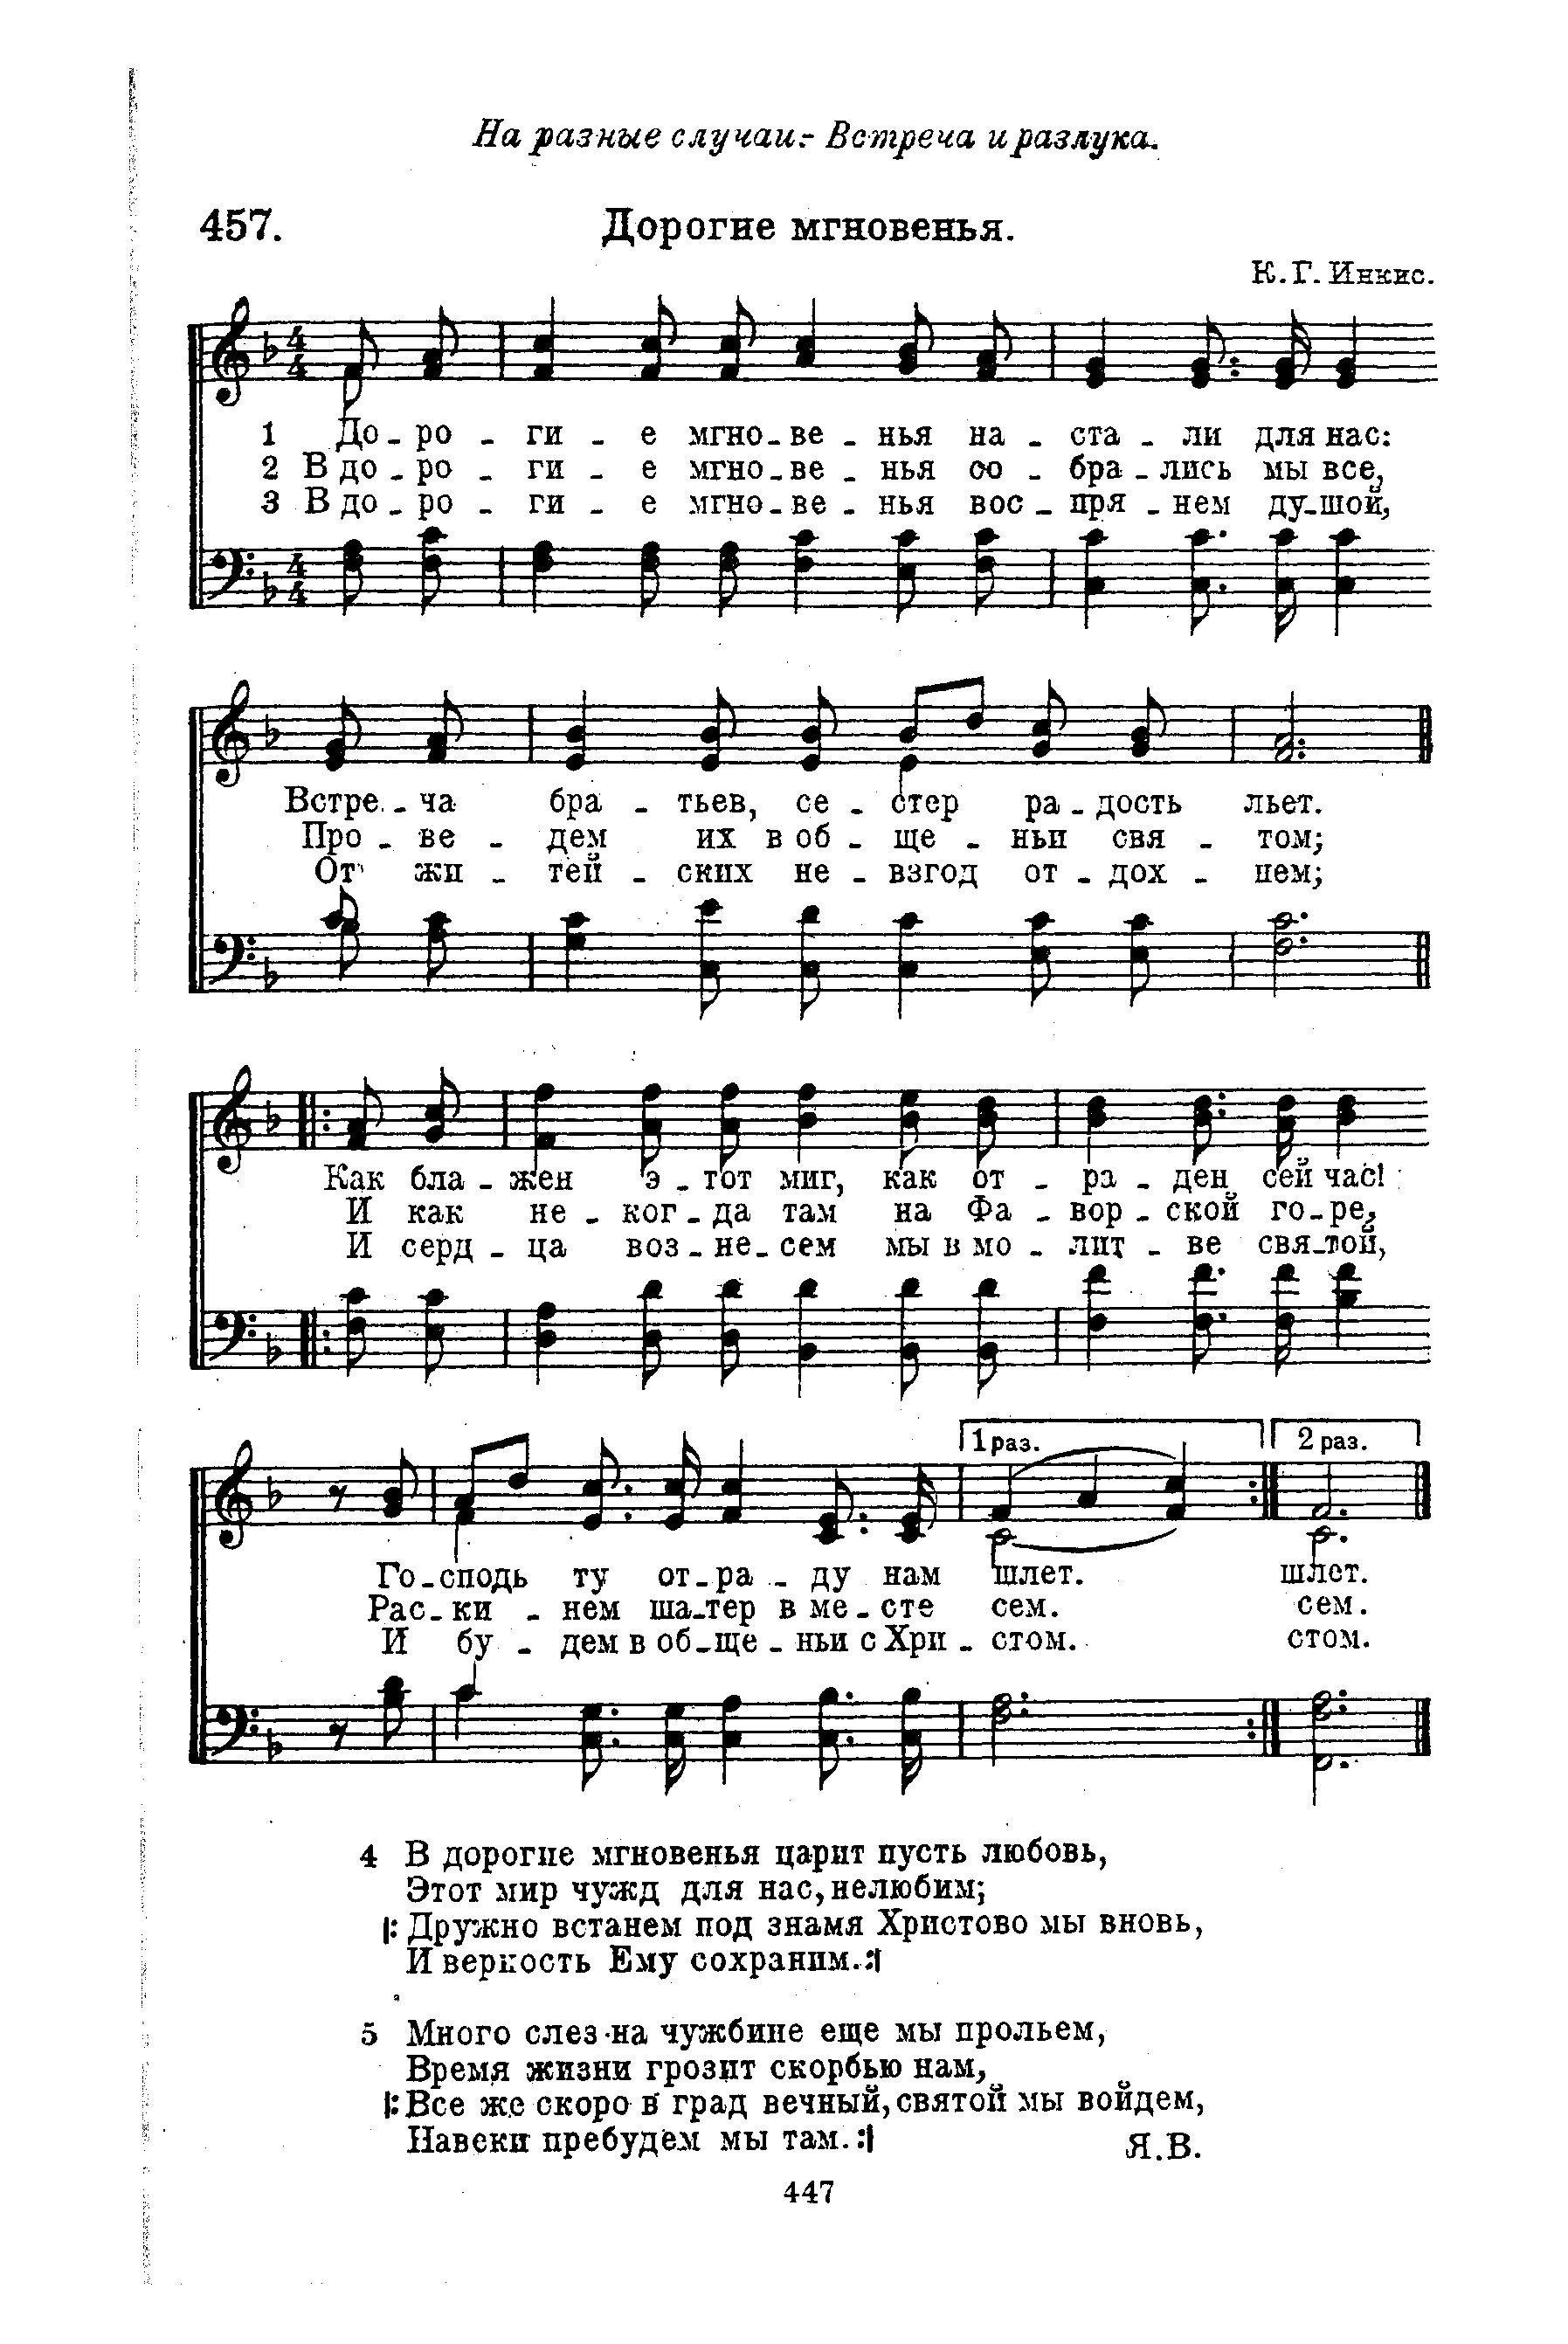 На разные случаи:- Встреча и разлука.
457. Дорогие мгновенья.
К. Г. Инкис.
4 4
1 До - ро - ги - е мгно - ве - нья на - ста - ли для нас:
2 В до - ро - ги - е мгно - ве - нья со - бра - лись мы все,
3 В до - ро - ги - е мгно - ве - нья вос - пря - нем ду - шой,
4 4
Встре - ча бра - тьев, се - стер ра - дость льет.
Про - ве - дем их в об - ще - ньи свя - том;
От жи - тей - ских не - взгод от - дох - нем;
Как бла - жен э - тот миг, как от - ра - ден сей час!
И как не - ког - да там на Фа - вор - ской го - ре,
И серд - ца воз - не - сем мы в мо - лит - ве свя - той,
1 раз. 2 раз.
Го - сподь ту от - ра - ду нам шлет. шлет.
Рас - ки - нем ша - тер в ме - сте сем. сем.
И бу - дем в об - ще - ньи с Хри - стом. стом.
4 В дорогие мгновенья царит пусть любовь,
Этот мир чужд для нас, нелюбим;
|: Дружно встанем под знамя Христово мы вновь,
И верность Ему сохраним. :|
5 Много слез на чужбине еще мы прольем,
Время жизни грозит скорбью нам,
|: Все же скоро в град вечный, святой мы войдем,
Навеки пребудем мы там. :|
Я. В.
447